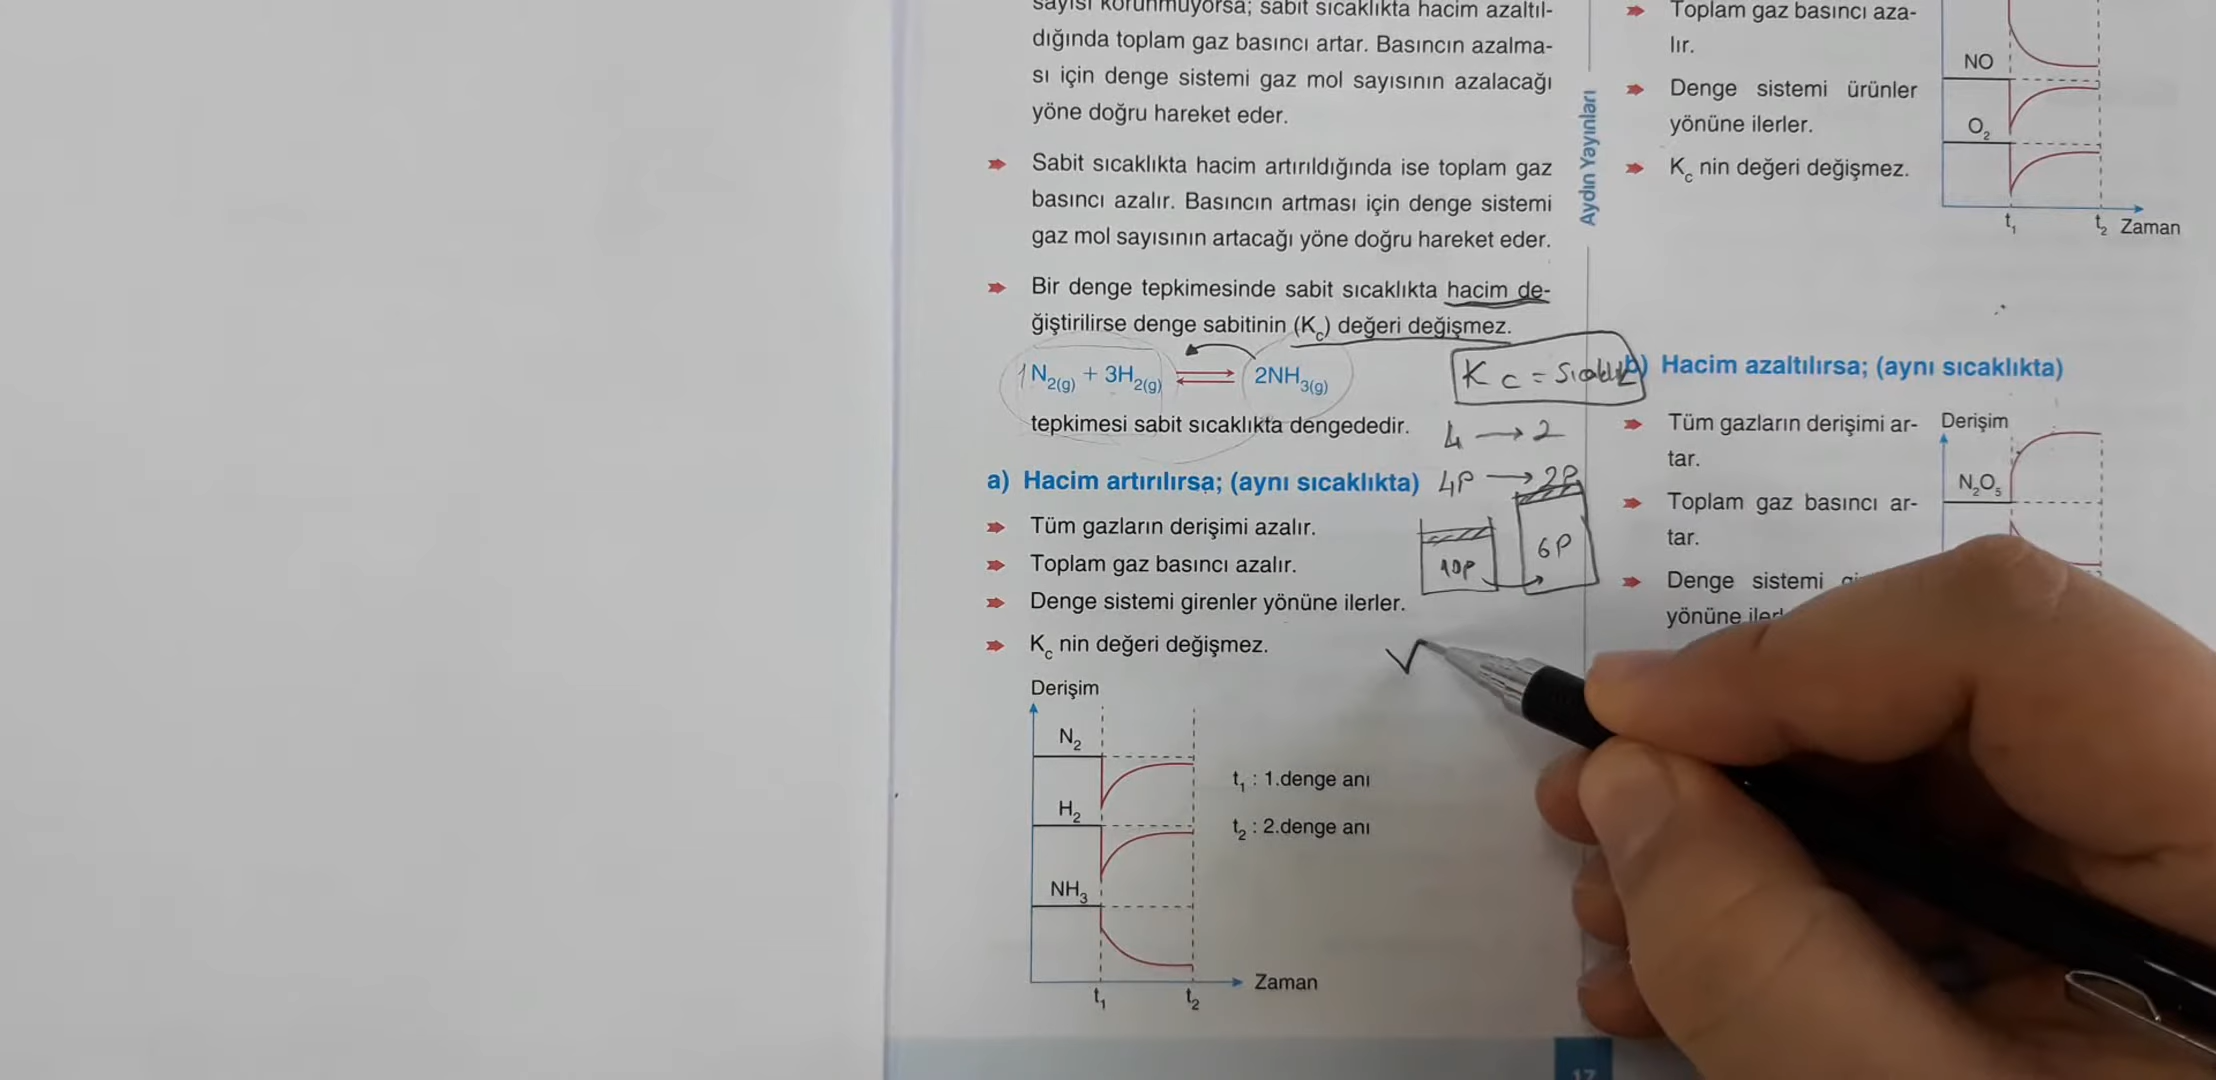 sayısı korunmuyorsa; sabit sıcaklıkta hacim azaltıl-
dığında toplam gaz basıncı artar. Basıncın azalma-
sı için denge sistemi gaz mol sayısının azalacağı
yöne doğru hareket eder.
Sabit sıcaklıkta hacim artırıldığında ise toplam gaz
basıncı azalır. Basıncın artması için denge sistemi
gaz mol sayısının artacağı yöne doğru hareket eder.
Bir denge tepkimesinde sabit sıcaklıkta hacim de-
ğiştirilirse denge sabitinin (Kc) değeri değişmez.
1N2(g) + 3H2(g) ⇌ 2NH3(g)
Kc =
tepkimesi sabit sıcaklıkta dengededir.
4 → 2
a) Hacim artırılırsa; (aynı sıcaklıkta)
4P → 2P
Tüm gazların derişimi azalır.
Toplam gaz basıncı azalır.
10P
6P
Denge sistemi girenler yönüne ilerler.
Kc nin değeri değişmez.
Derişim
N2
H2
NH3
t1
t2
Zaman
t1 : 1.denge anı
t2 : 2.denge anı
Aydın Yayınları
Toplam gaz basıncı aza-
lır.
Denge sistemi ürünler
yönüne ilerler.
Kc nin değeri değişmez.
NO
O2
t1
t2
Zaman
b) Hacim azaltılırsa; (aynı sıcaklıkta)
Tüm gazların derişimi ar-
tar.
Toplam gaz basıncı ar-
tar.
Denge sistemi
yönüne
Derişim
N2O5
17